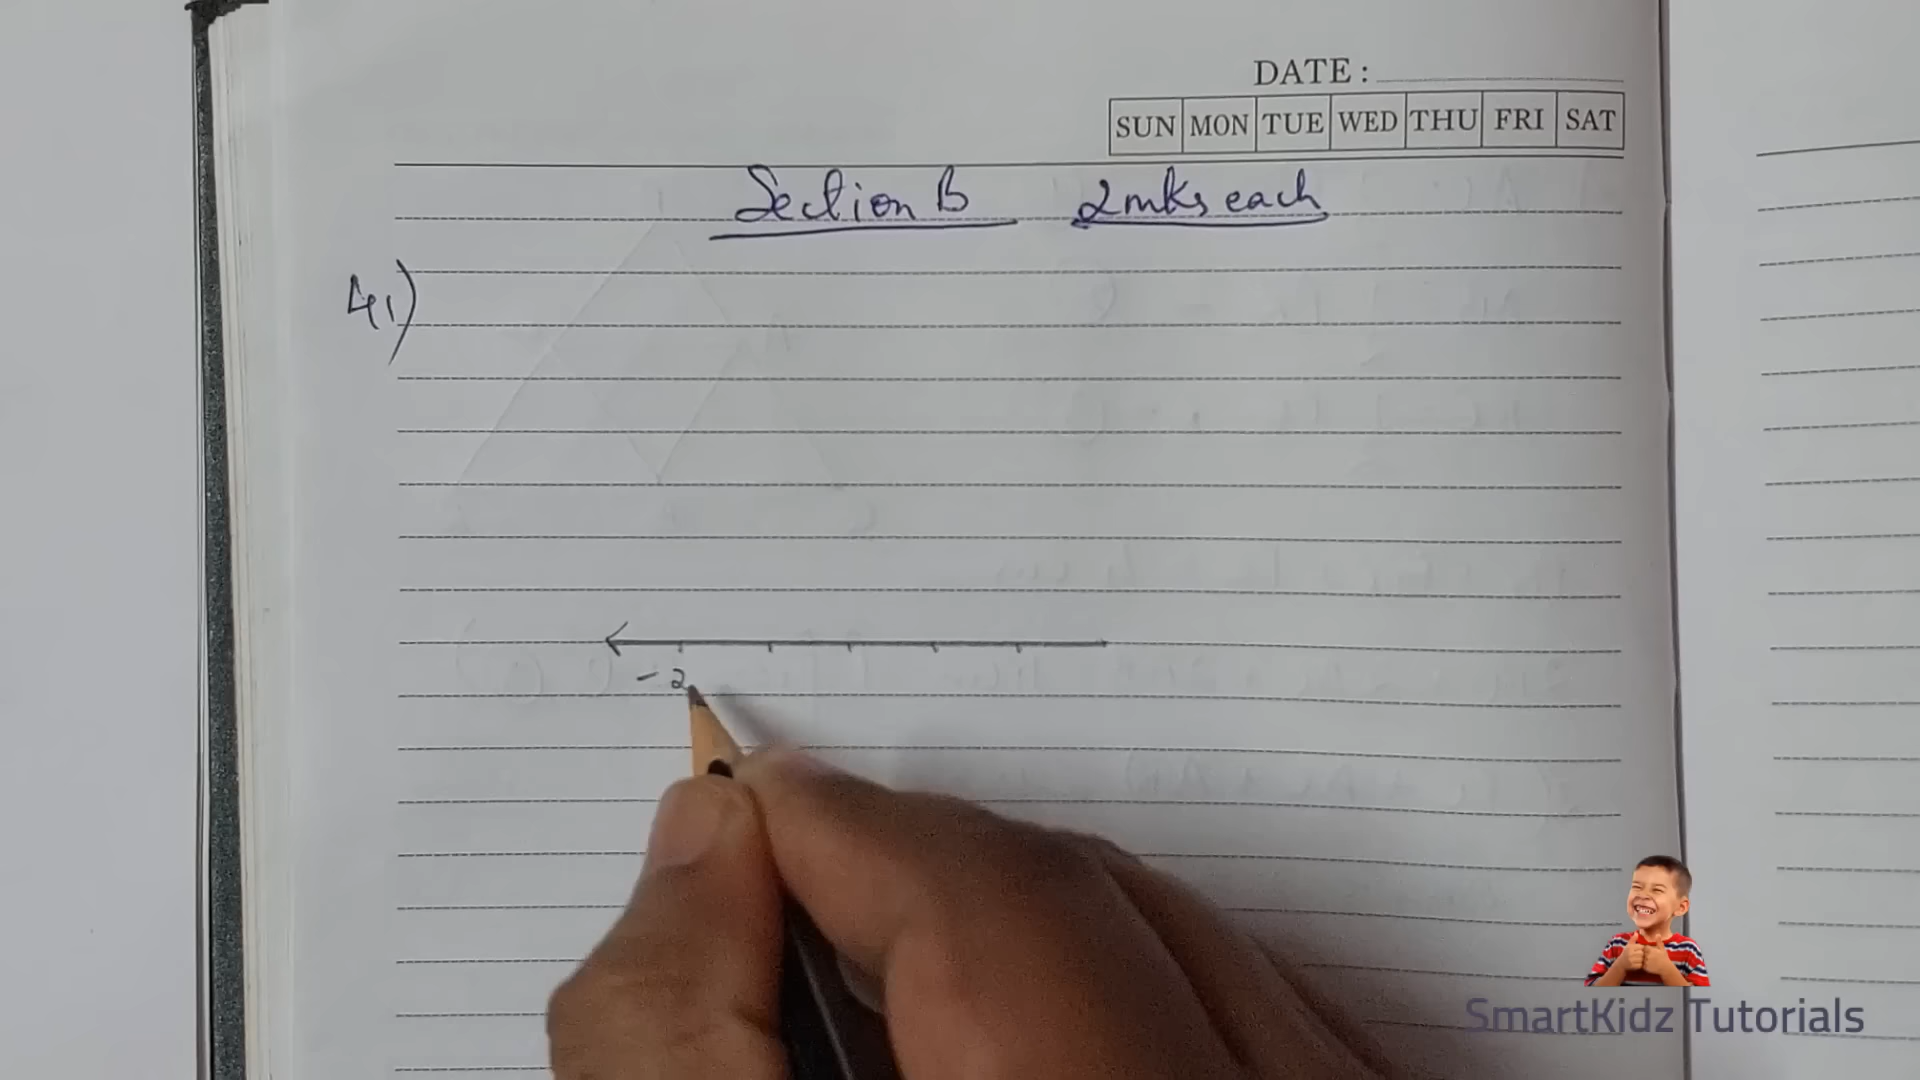 DATE :
SUN MON TUE WED THU FRI SAT
Section B 2mks each
41)
-2
SmartKidz Tutorials